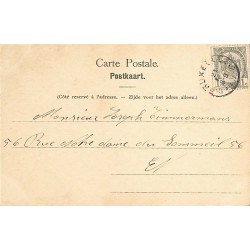 Carte Postale.
Postkaart.
(Côté réservé à l'adresse. — Zijde voor het adres alleen.)
Monsieur Joseph Timmermans
56 Rue Notre dame du Sommeil 56